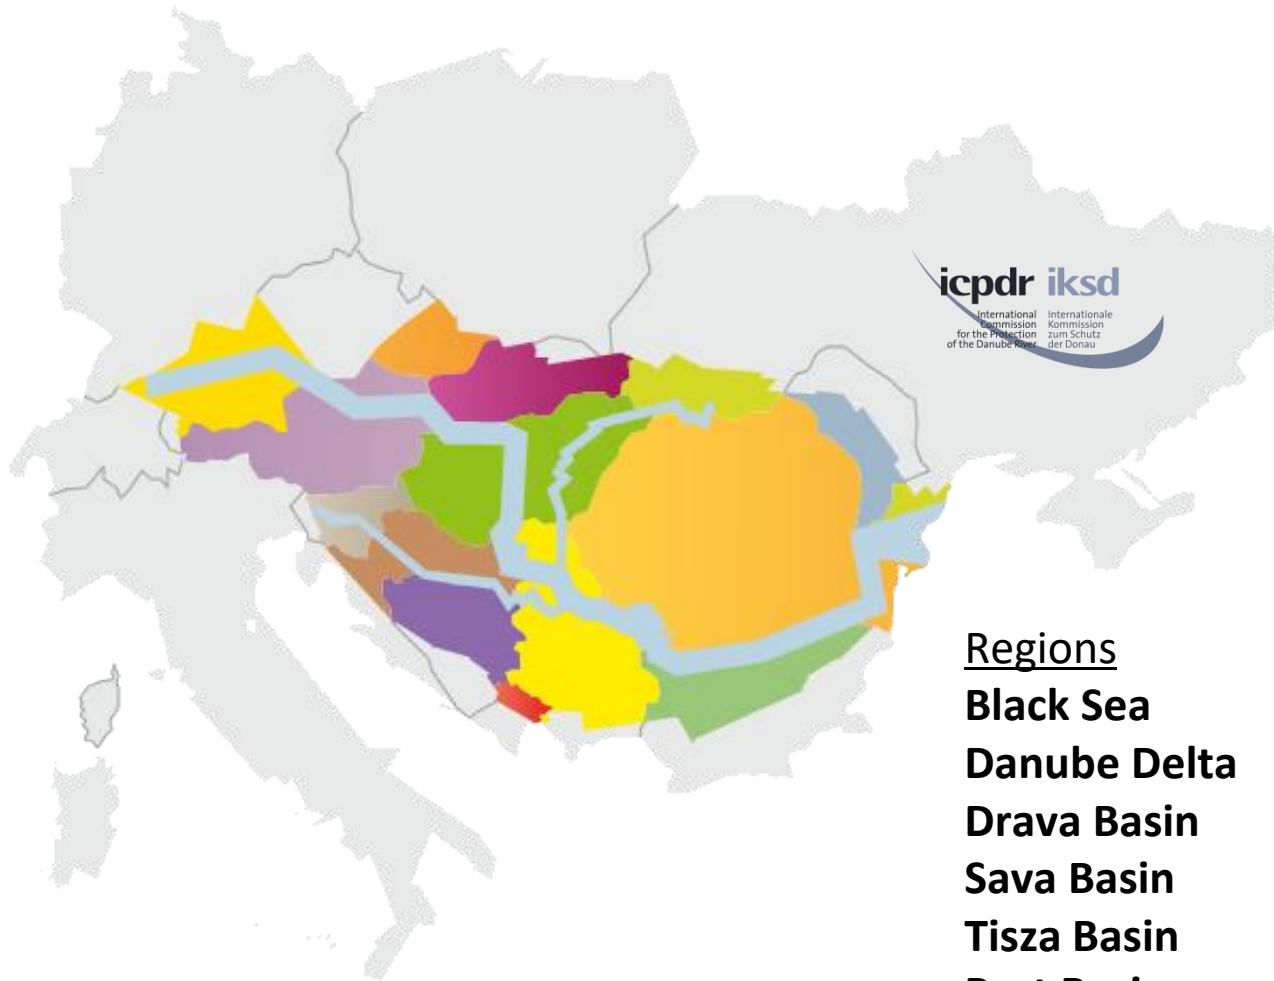 icpdr iksd
International Internationale
Commission Kommission
for the Protection zum Schutz
of the Danube River der Donau
Regions
Black Sea
Danube Delta
Drava Basin
Sava Basin
Tisza Basin